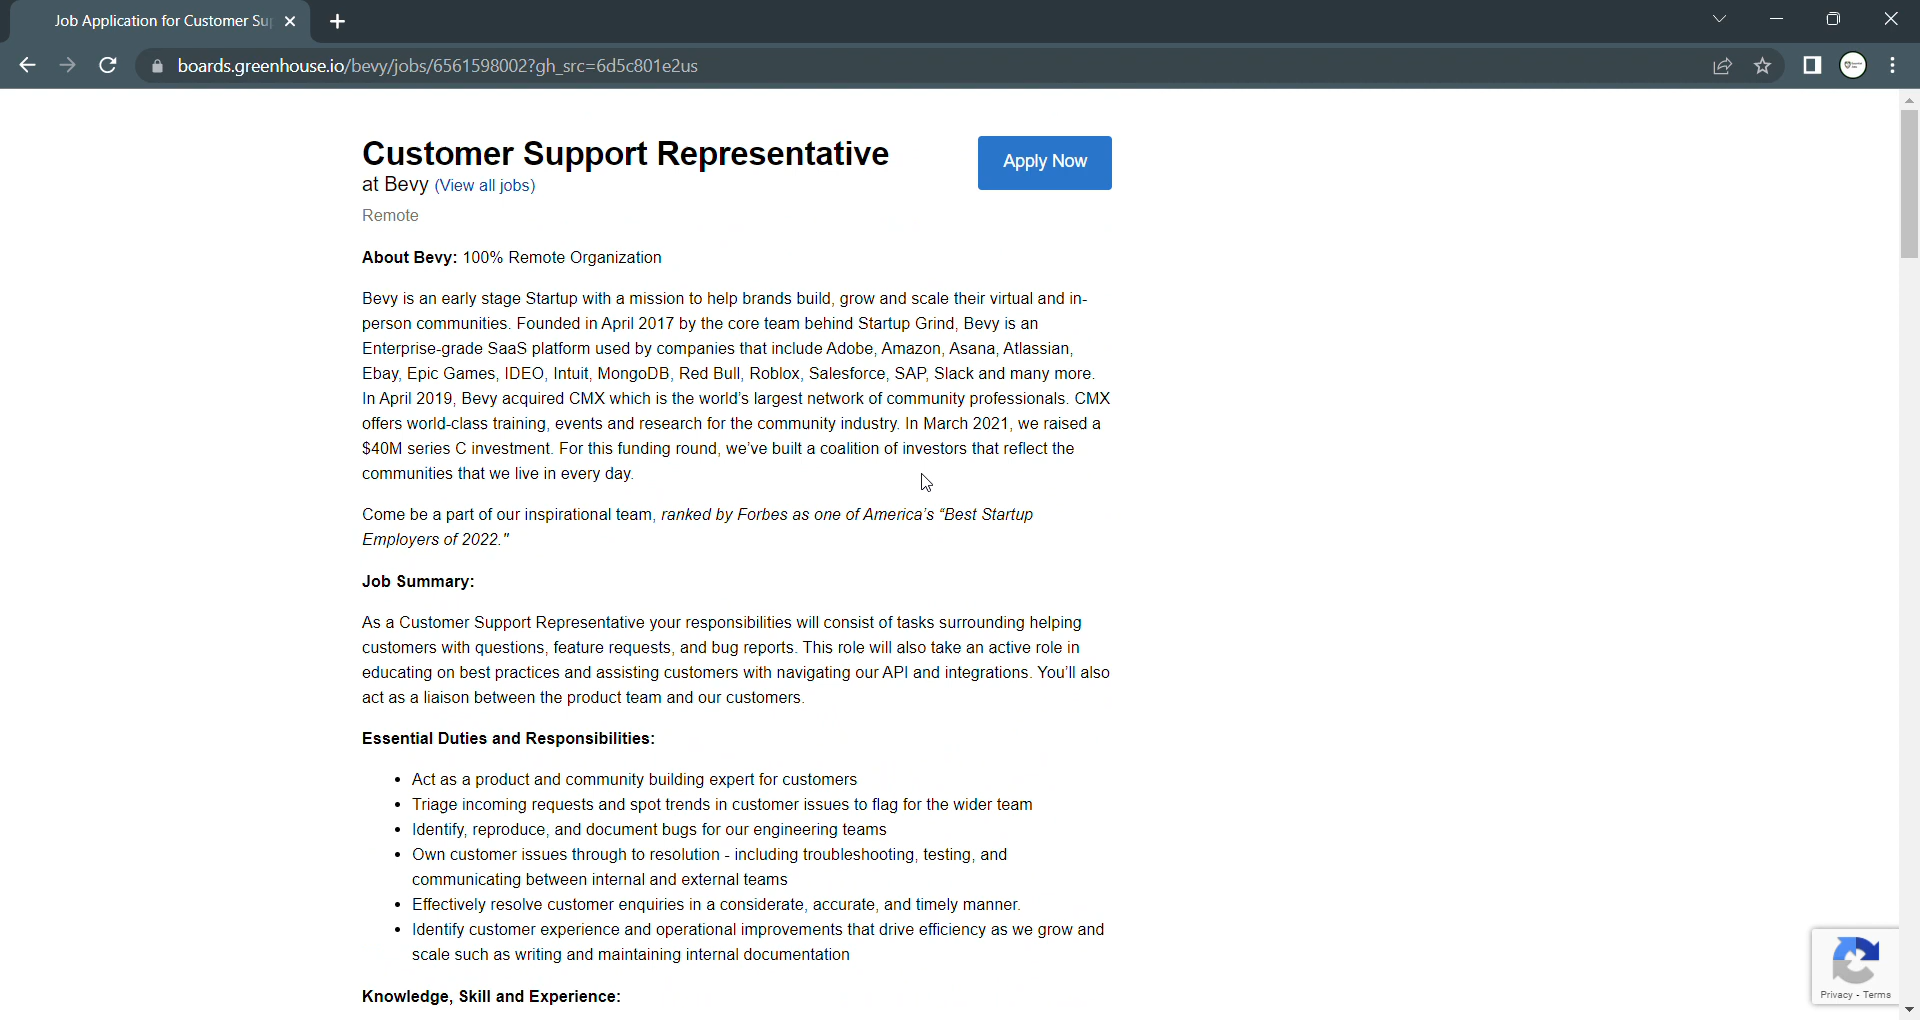 Job Application for Customer Su
boards.greenhouse.io/bevy/jobs/6561598002?gh_src=6d5c801e2us
Customer Support Representative
Apply Now
at Bevy (View all jobs)
Remote
About Bevy: 100% Remote Organization
Bevy is an early stage Startup with a mission to help brands build, grow and scale their virtual and in-
person communities. Founded in April 2017 by the core team behind Startup Grind, Bevy is an
Enterprise-grade SaaS platform used by companies that include Adobe, Amazon, Asana, Atlassian,
Ebay, Epic Games, IDEO, Intuit, MongoDB, Red Bull, Roblox, Salesforce, SAP, Slack and many more.
In April 2019, Bevy acquired CMX which is the world's largest network of community professionals. CMX
offers world-class training, events and research for the community industry. In March 2021, we raised a
$40M series C investment. For this funding round, we've built a coalition of investors that reflect the
communities that we live in every day.
Come be a part of our inspirational team, ranked by Forbes as one of America's “Best Startup
Employers of 2022."
Job Summary:
As a Customer Support Representative your responsibilities will consist of tasks surrounding helping
customers with questions, feature requests, and bug reports. This role will also take an active role in
educating on best practices and assisting customers with navigating our API and integrations. You'll also
act as a liaison between the product team and our customers.
Essential Duties and Responsibilities:
• Act as a product and community building expert for customers
• Triage incoming requests and spot trends in customer issues to flag for the wider team
• Identify, reproduce, and document bugs for our engineering teams
• Own customer issues through to resolution - including troubleshooting, testing, and
communicating between internal and external teams
• Effectively resolve customer enquiries in a considerate, accurate, and timely manner.
• Identify customer experience and operational improvements that drive efficiency as we grow and
scale such as writing and maintaining internal documentation
Knowledge, Skill and Experience:
Privacy - Terms